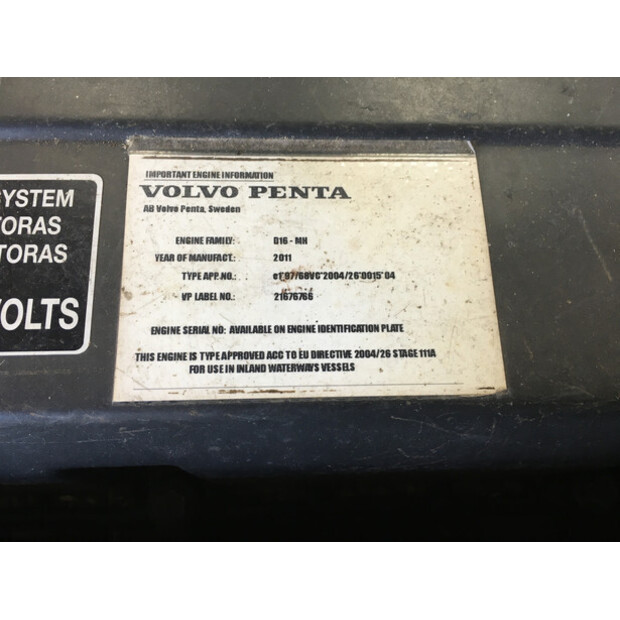 SYSTEM
TORAS
TORAS
VOLTS
IMPORTANT ENGINE INFORMATION
VOLVO PENTA
AB Volvo Penta, Sweden
ENGINE FAMILY: D16 - MH
YEAR OF MANUFACT.: 2011
TYPE APP.NO.: e1*97/68VC*2004/26*0015*04
VP LABEL NO.: 21676766
ENGINE SERIAL NO: AVAILABLE ON ENGINE IDENTIFICATION PLATE
THIS ENGINE IS TYPE APPROVED ACC TO EU DIRECTIVE 2004/26 STAGE 111A
FOR USE IN INLAND WATERWAYS VESSELS